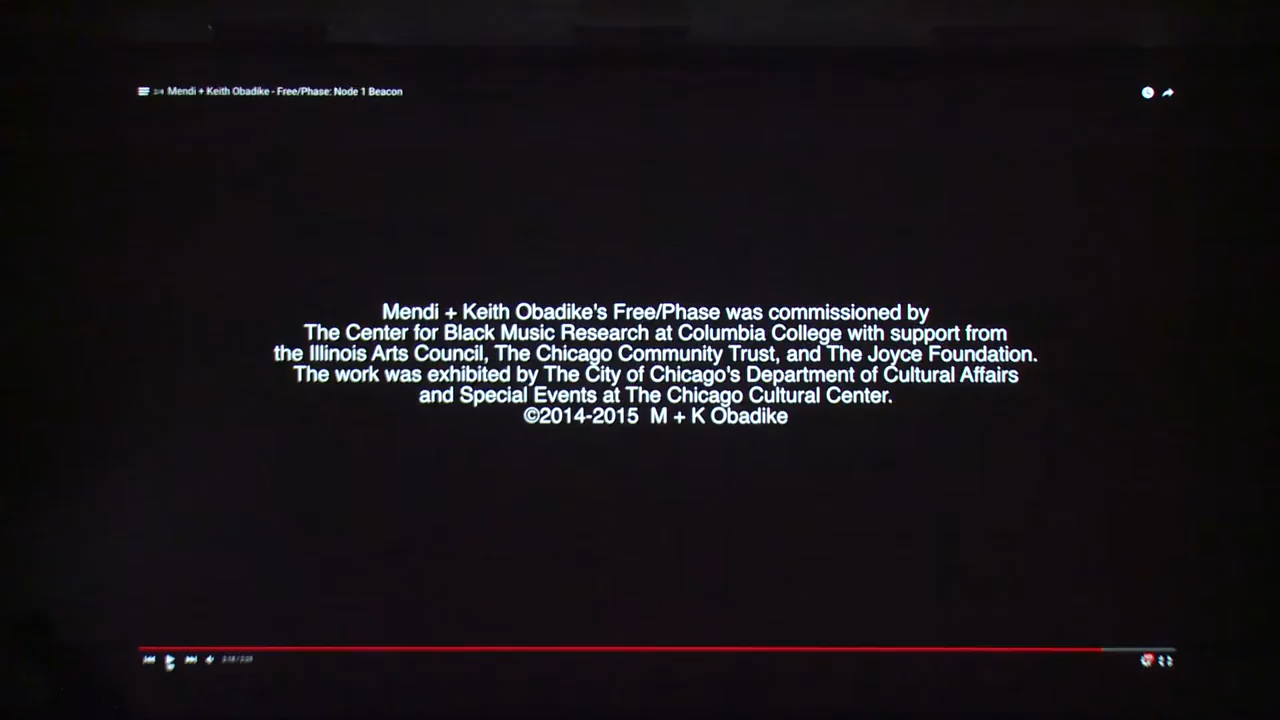 Mendi + Keith Obadike - Free/Phase: Node 1 Beacon
Mendi + Keith Obadike's Free/Phase was commissioned by
The Center for Black Music Research at Columbia College with support from
the Illinois Arts Council, The Chicago Community Trust, and The Joyce Foundation.
The work was exhibited by The City of Chicago's Department of Cultural Affairs
and Special Events at The Chicago Cultural Center.
©2014-2015 M + K Obadike